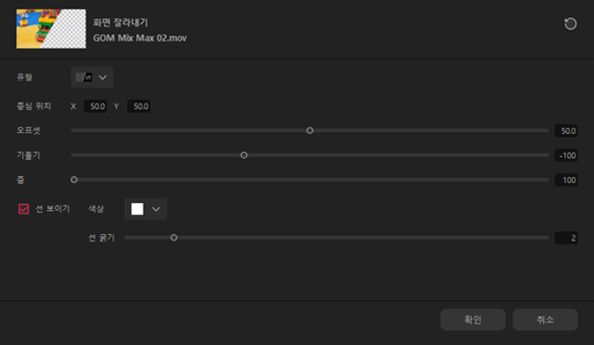 화면 잘라내기
GOM Mix Max 02.mov
유형
중심 위치 X 50.0 Y 50.0
오프셋 50.0
기울기 -100
줌 100
선 보이기 색상
선 굵기 2
확인 취소